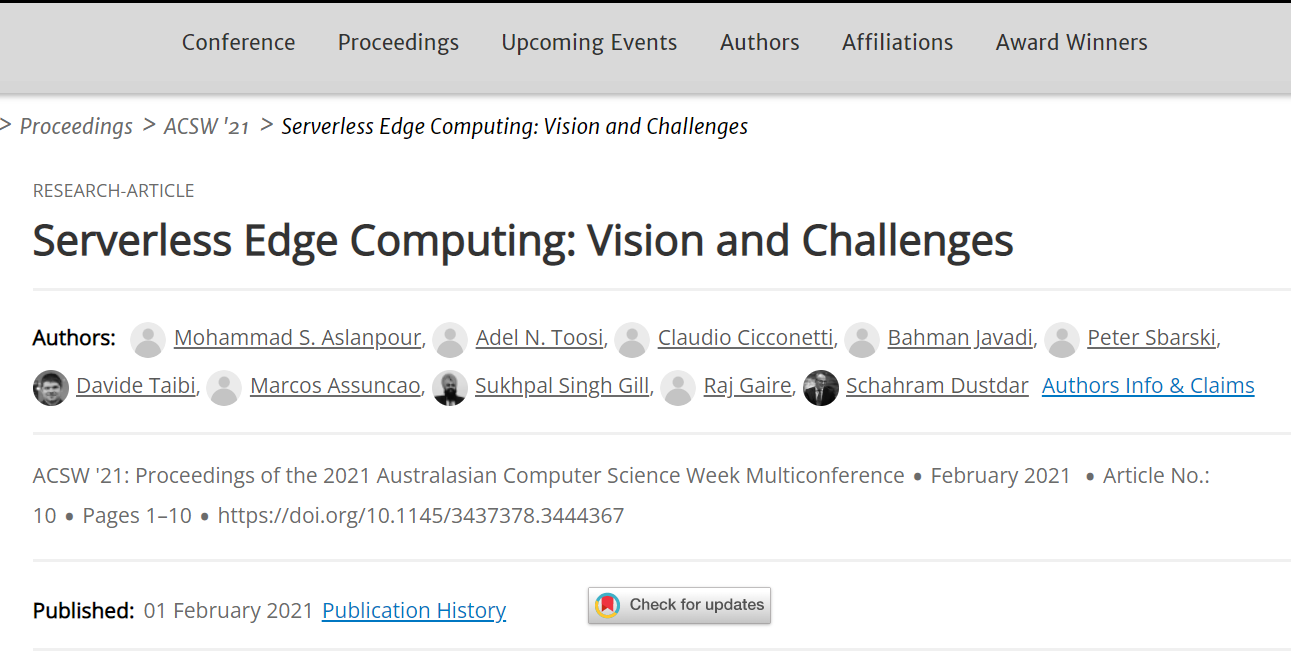 Conference Proceedings Upcoming Events Authors Affiliations Award Winners
> Proceedings > ACSW '21 > Serverless Edge Computing: Vision and Challenges
RESEARCH-ARTICLE
Serverless Edge Computing: Vision and Challenges
Authors: Mohammad S. Aslanpour, Adel N. Toosi, Claudio Cicconetti, Bahman Javadi, Peter Sbarski,
Davide Taibi, Marcos Assuncao, Sukhpal Singh Gill, Raj Gaire, Schahram Dustdar Authors Info & Claims
ACSW '21: Proceedings of the 2021 Australasian Computer Science Week Multiconference • February 2021 • Article No.:
10 • Pages 1–10 • https://doi.org/10.1145/3437378.3444367
Published: 01 February 2021 Publication History Check for updates